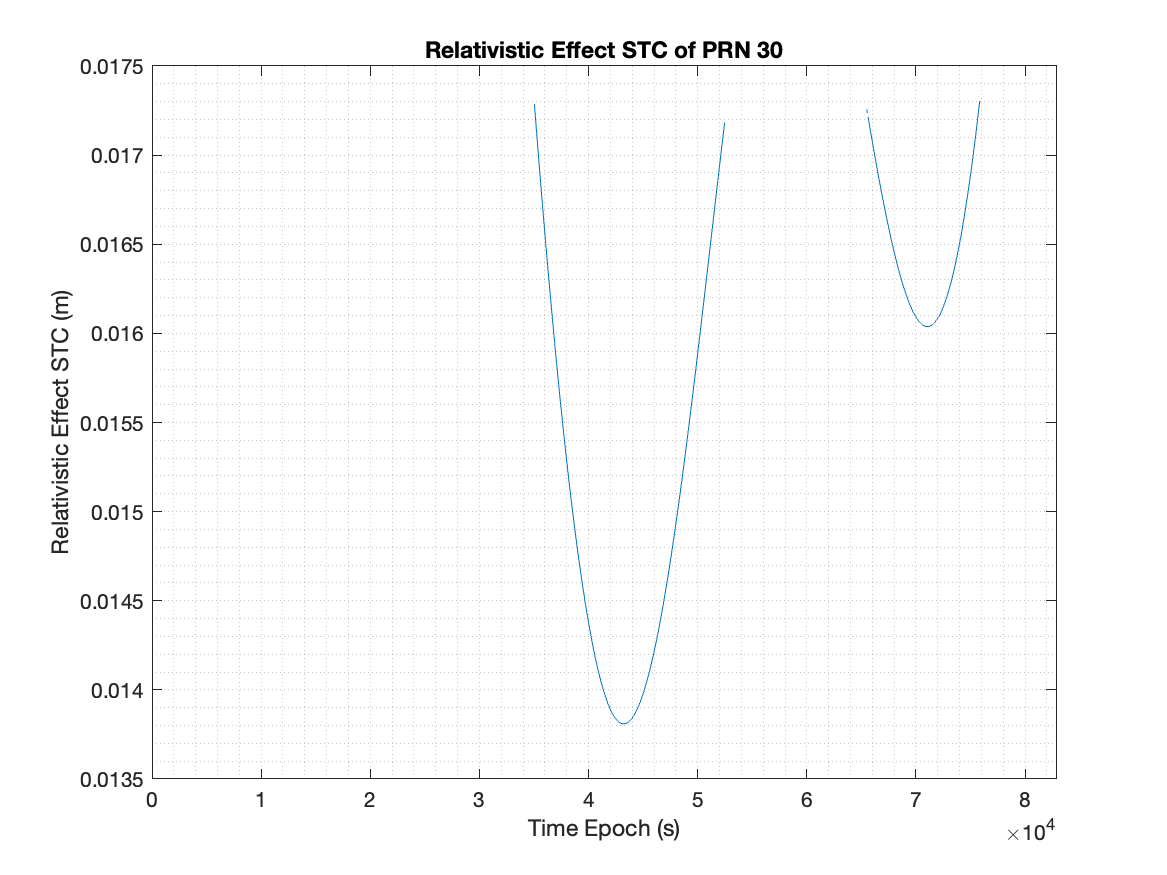 Relativistic Effect STC of PRN 30
Relativistic Effect STC (m)
0.0175
0.017
0.0165
0.016
0.0155
0.015
0.0145
0.014
0.0135
0 1 2 3 4 5 6 7 8
Time Epoch (s)
×10⁴